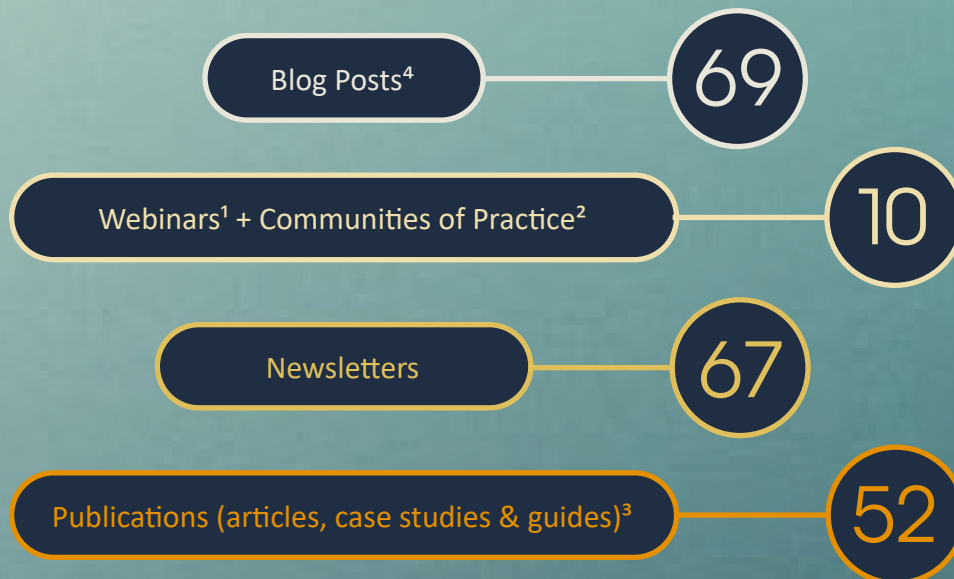 Blog Posts⁴
69
Webinars¹ + Communities of Practice²
10
Newsletters
67
Publications (articles, case studies & guides)³
52